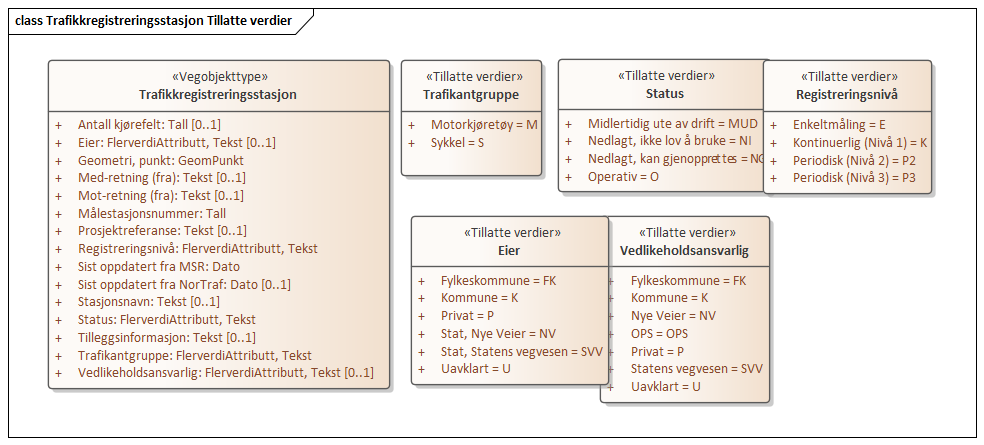 class Trafikkregistreringsstasjon Tillatte verdier
«Vegobjekttype»
Trafikkregistreringsstasjon
+ Antall kjørefelt: Tall [0..1]
+ Eier: FlerverdiAttributt, Tekst [0..1]
+ Geometri, punkt: GeomPunkt
+ Med-retning (fra): Tekst [0..1]
+ Mot-retning (fra): Tekst [0..1]
+ Målestasjonsnummer: Tall
+ Prosjektreferanse: Tekst [0..1]
+ Registreringsnivå: FlerverdiAttributt, Tekst
+ Sist oppdatert fra MSR: Dato
+ Sist oppdatert fra NorTraf: Dato [0..1]
+ Stasjonsnavn: Tekst [0..1]
+ Status: FlerverdiAttributt, Tekst
+ Tilleggsinformasjon: Tekst [0..1]
+ Trafikantgruppe: FlerverdiAttributt, Tekst
+ Vedlikeholdsansvarlig: FlerverdiAttributt, Tekst [0..1]
«Tillatte verdier»
Trafikantgruppe
+ Motorkjøretøy = M
+ Sykkel = S
«Tillatte verdier»
Status
+ Midlertidig ute av drift = MUD
+ Nedlagt, ikke lov å bruke = NI
+ Nedlagt, kan gjenopprettes =
+ Operativ = O
«Tillatte verdier»
Registreringsnivå
+ Enkeltmåling = E
+ Kontinuerlig (Nivå 1) = K
+ Periodisk (Nivå 2) = P2
+ Periodisk (Nivå 3) = P3
«Tillatte verdier»
Eier
+ Fylkeskommune = FK
+ Kommune = K
+ Privat = P
+ Stat, Nye Veier = NV
+ Stat, Statens vegvesen = SVV
+ Uavklart = U
«Tillatte verdier»
Vedlikeholdsansvarlig
+ Fylkeskommune = FK
+ Kommune = K
+ Nye Veier = NV
+ OPS = OPS
+ Privat = P
+ Statens vegvesen = SVV
+ Uavklart = U